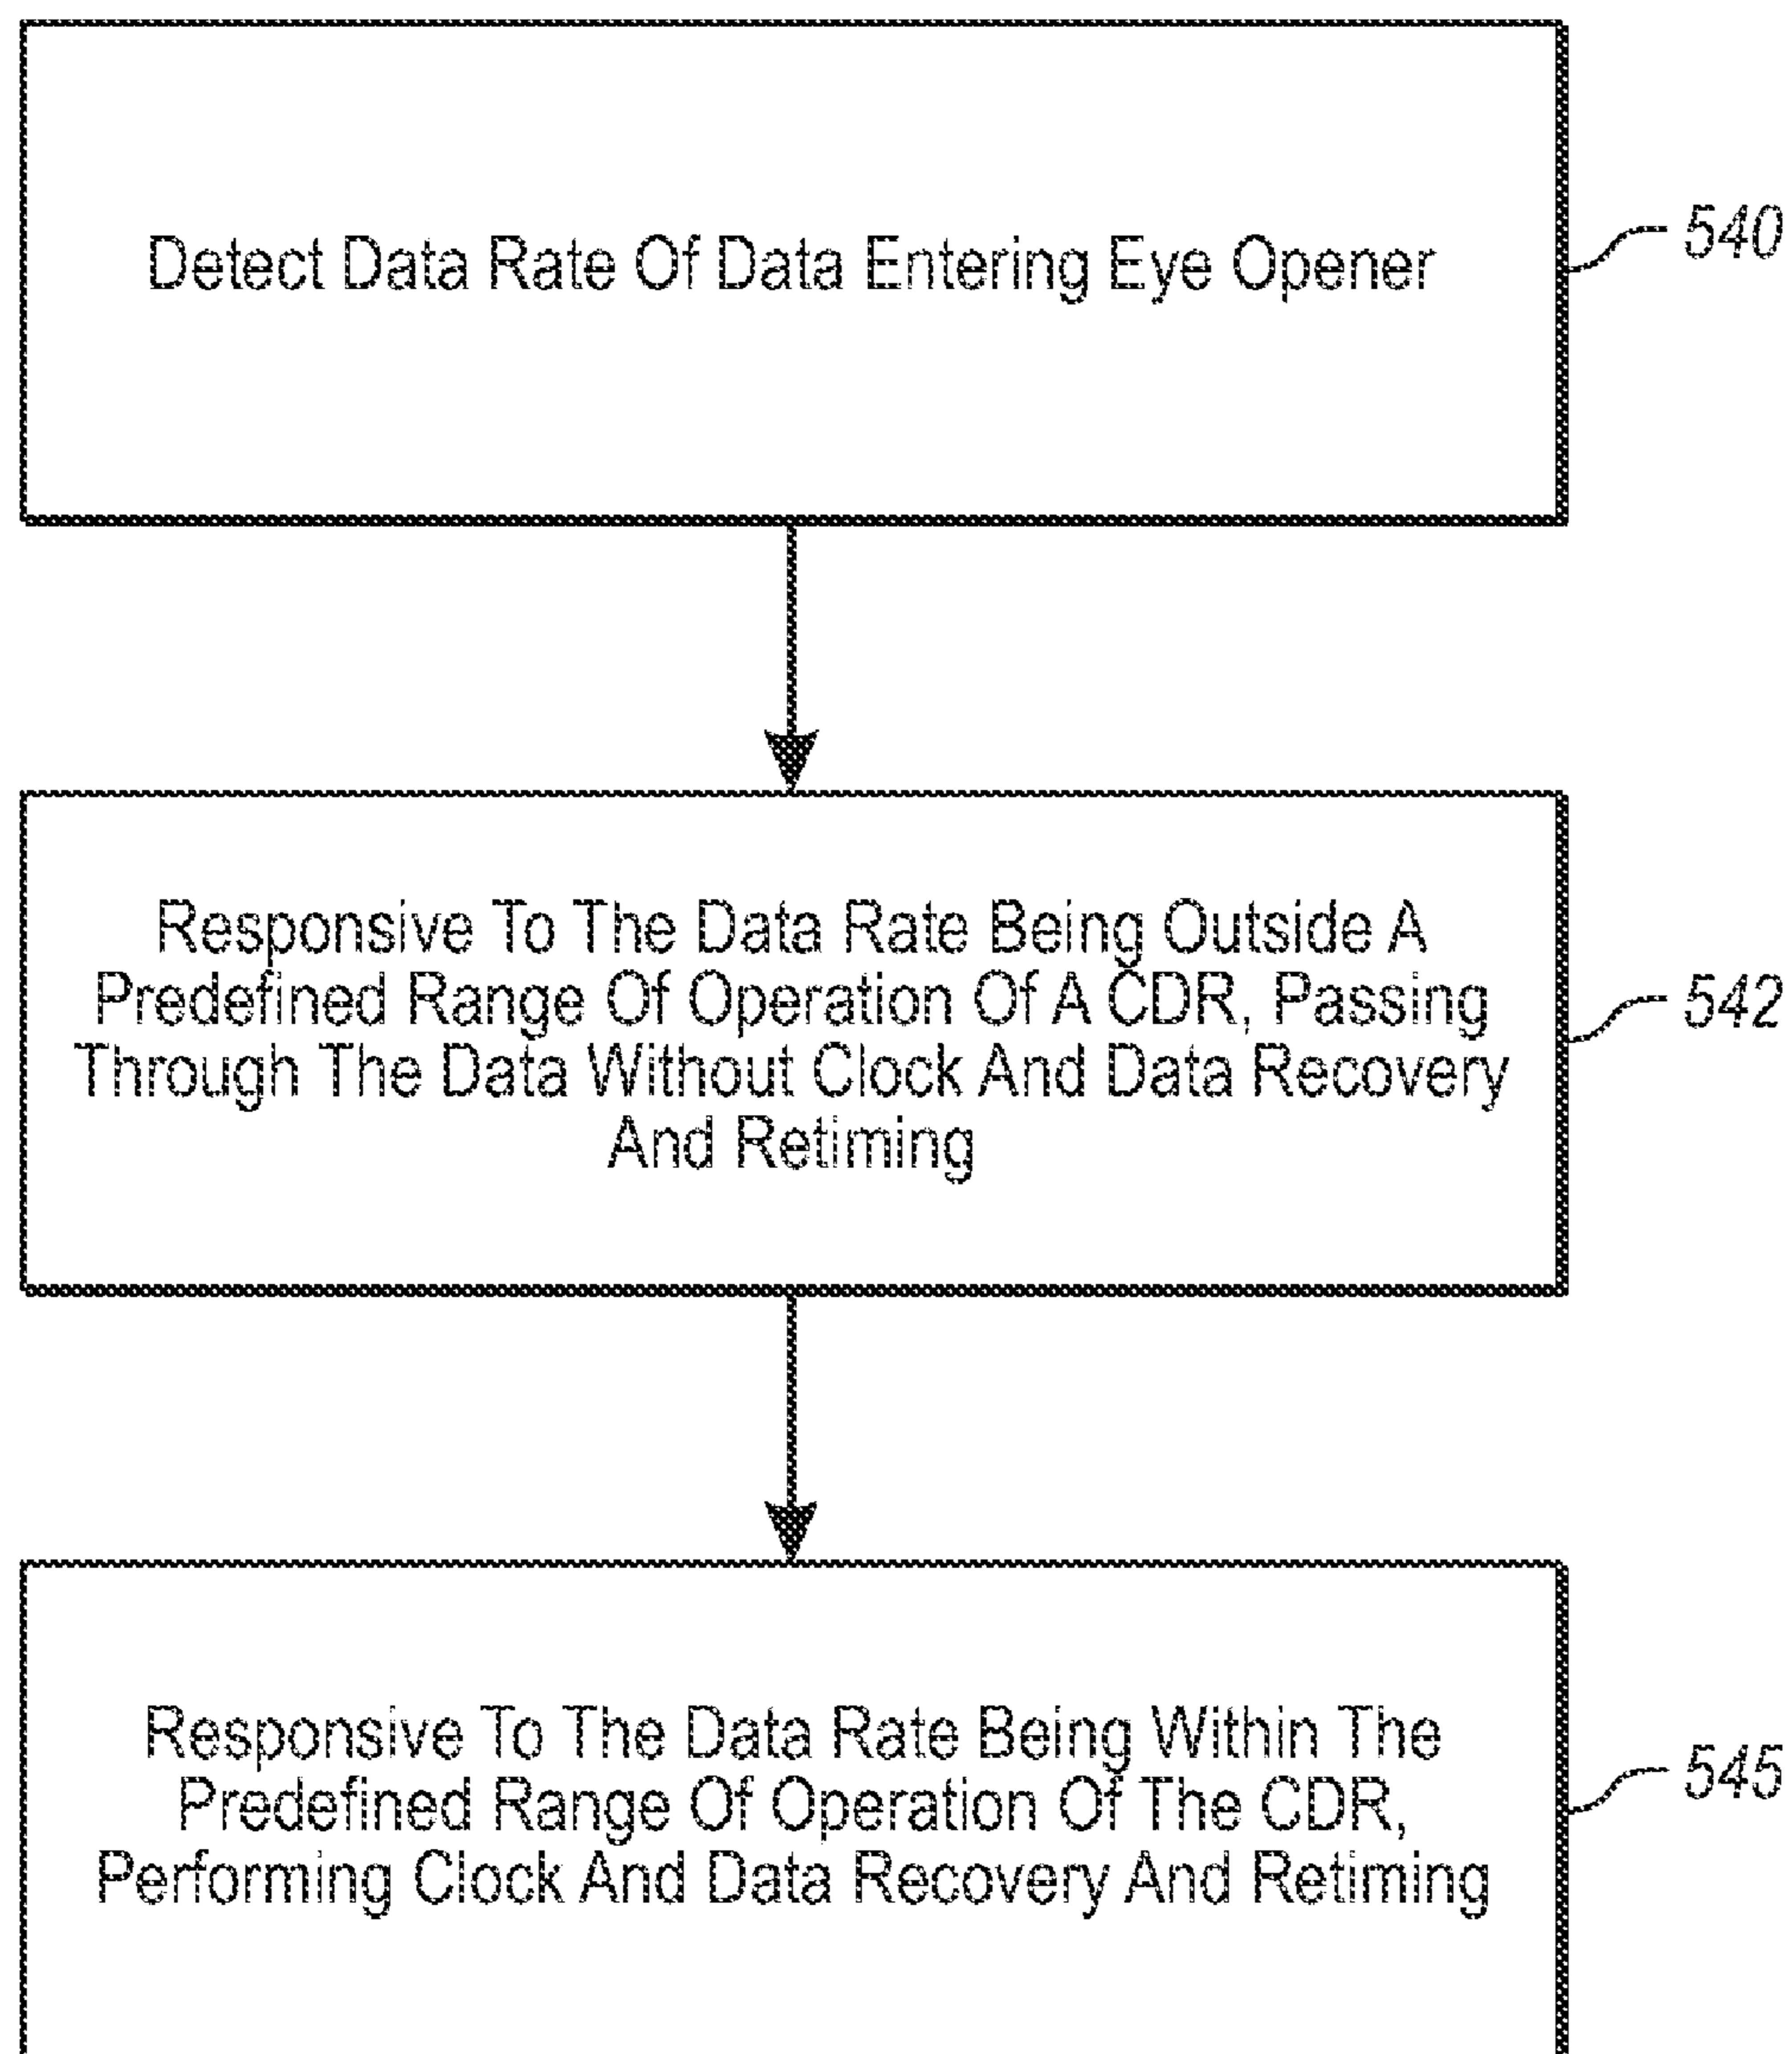 Detect Data Rate Of Data Entering Eye Opener
540
Responsive To The Data Rate Being Outside A
Predefined Range Of Operation Of A CDR, Passing
Through The Data Without Clock And Data Recovery
And Retiming
542
Responsive To The Data Rate Being Within The
Predefined Range Of Operation Of The CDR,
Performing Clock And Data Recovery And Retiming
545